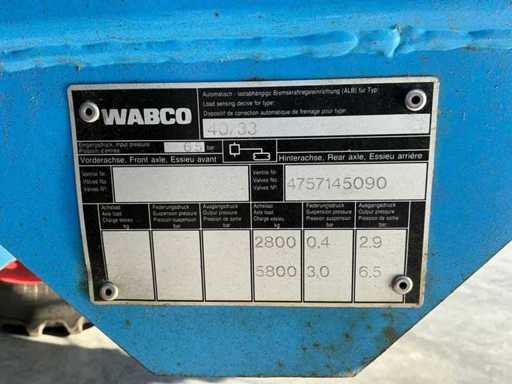 WABCO
Automatisch - lastabhängige Bremskraftregeleinrichtung (ALB) für Typ:
Load sensing device for type:
Dispositif de correction automatique de freinage pour type:
40/33
Eingangsdruck, Input pressure
Pression d'entrée
6.5 bar
Vorderachse, Front axle, Essieu avant
Hinterachse, Rear axle, Essieu arrière
Ventile Nr.
Valves No.
Valves Nº.
Ventile Nr.
Valves No.
Valves Nº.
4757145090
Achslast Federungsdruck Ausgangsdruck Achslast Federungsdruck Ausgangsdruck
Axle load Suspension pressure Output pressure Axle load Suspension pressure Output pressure
Charge essieu Pression suspension Pression de sortie Charge essieu Pression suspension Pression de sortie
kg bar bar kg bar bar
2800 0.4 2.9
5800 3.0 6.5